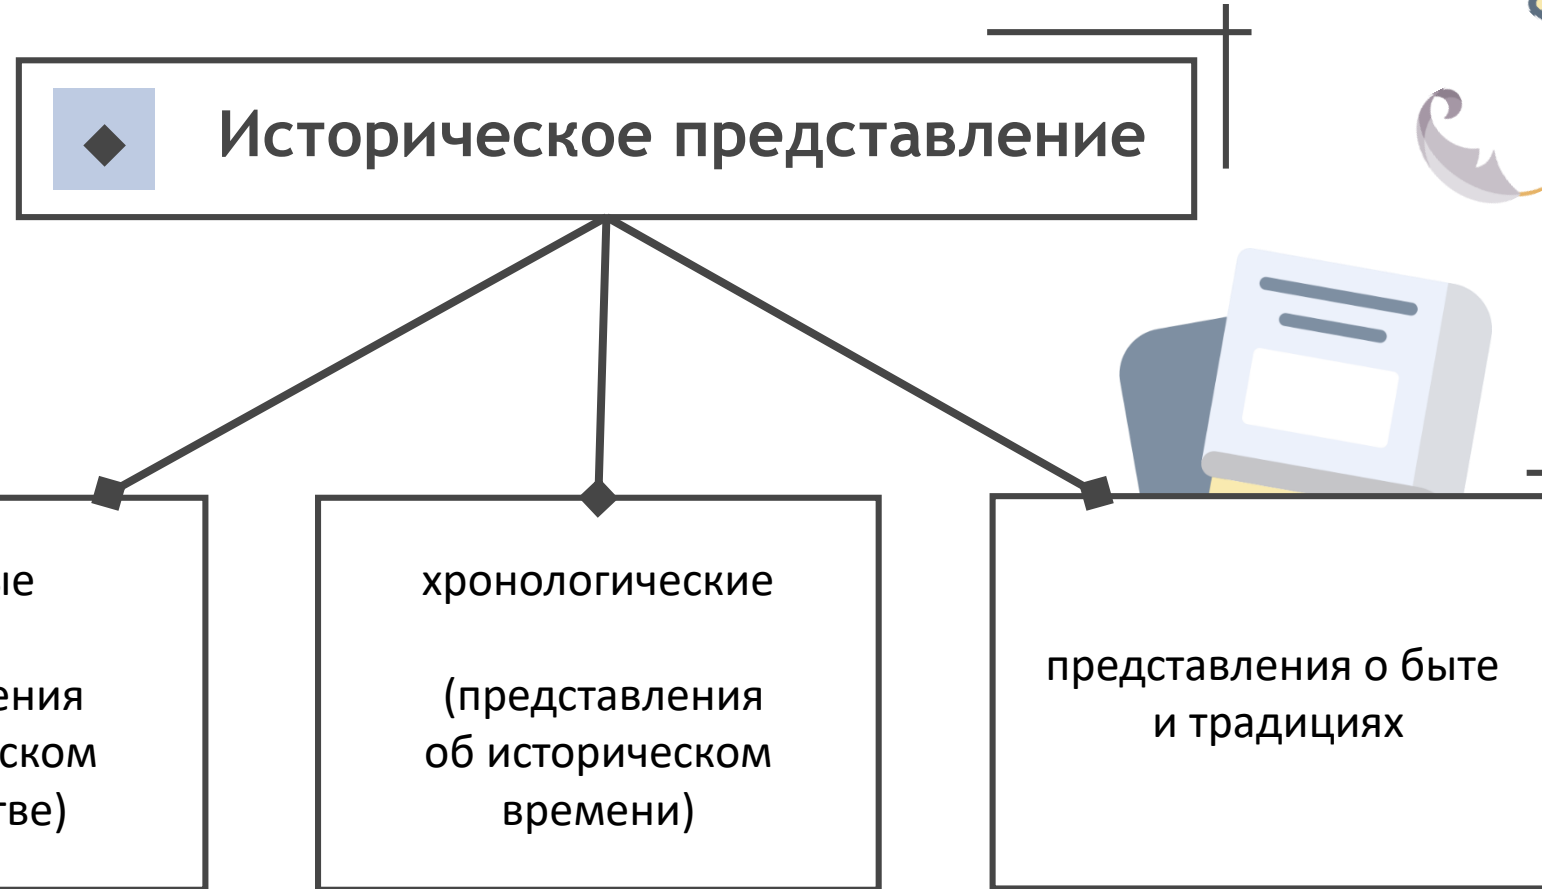 Историческое представление
ые
ения
ском
тве)
хронологические
(представления
об историческом
времени)
представления о быте
и традициях